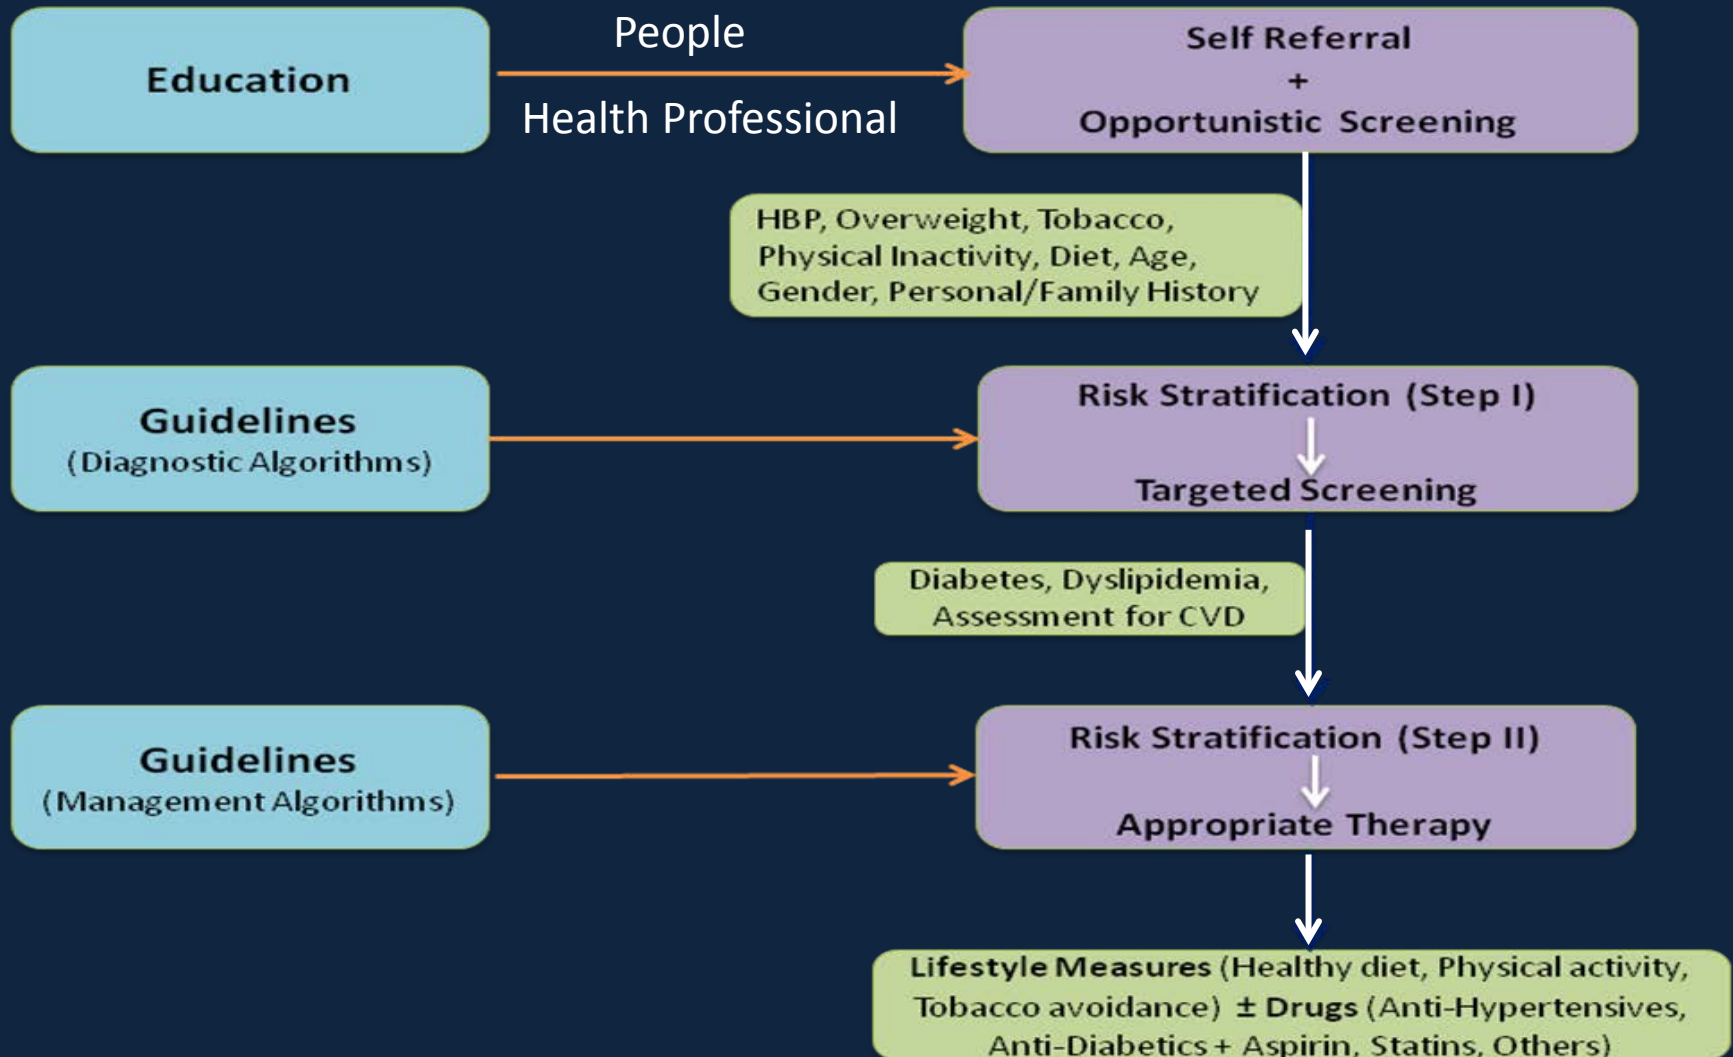 Education
People
Health Professional
Self Referral
+
Opportunistic Screening
HBP, Overweight, Tobacco,
Physical Inactivity, Diet, Age,
Gender, Personal/Family History
Guidelines
(Diagnostic Algorithms)
Risk Stratification (Step I)
Targeted Screening
Diabetes, Dyslipidemia,
Assessment for CVD
Guidelines
(Management Algorithms)
Risk Stratification (Step II)
Appropriate Therapy
Lifestyle Measures (Healthy diet, Physical activity,
Tobacco avoidance) ± Drugs (Anti-Hypertensives,
Anti-Diabetics + Aspirin, Statins, Others)